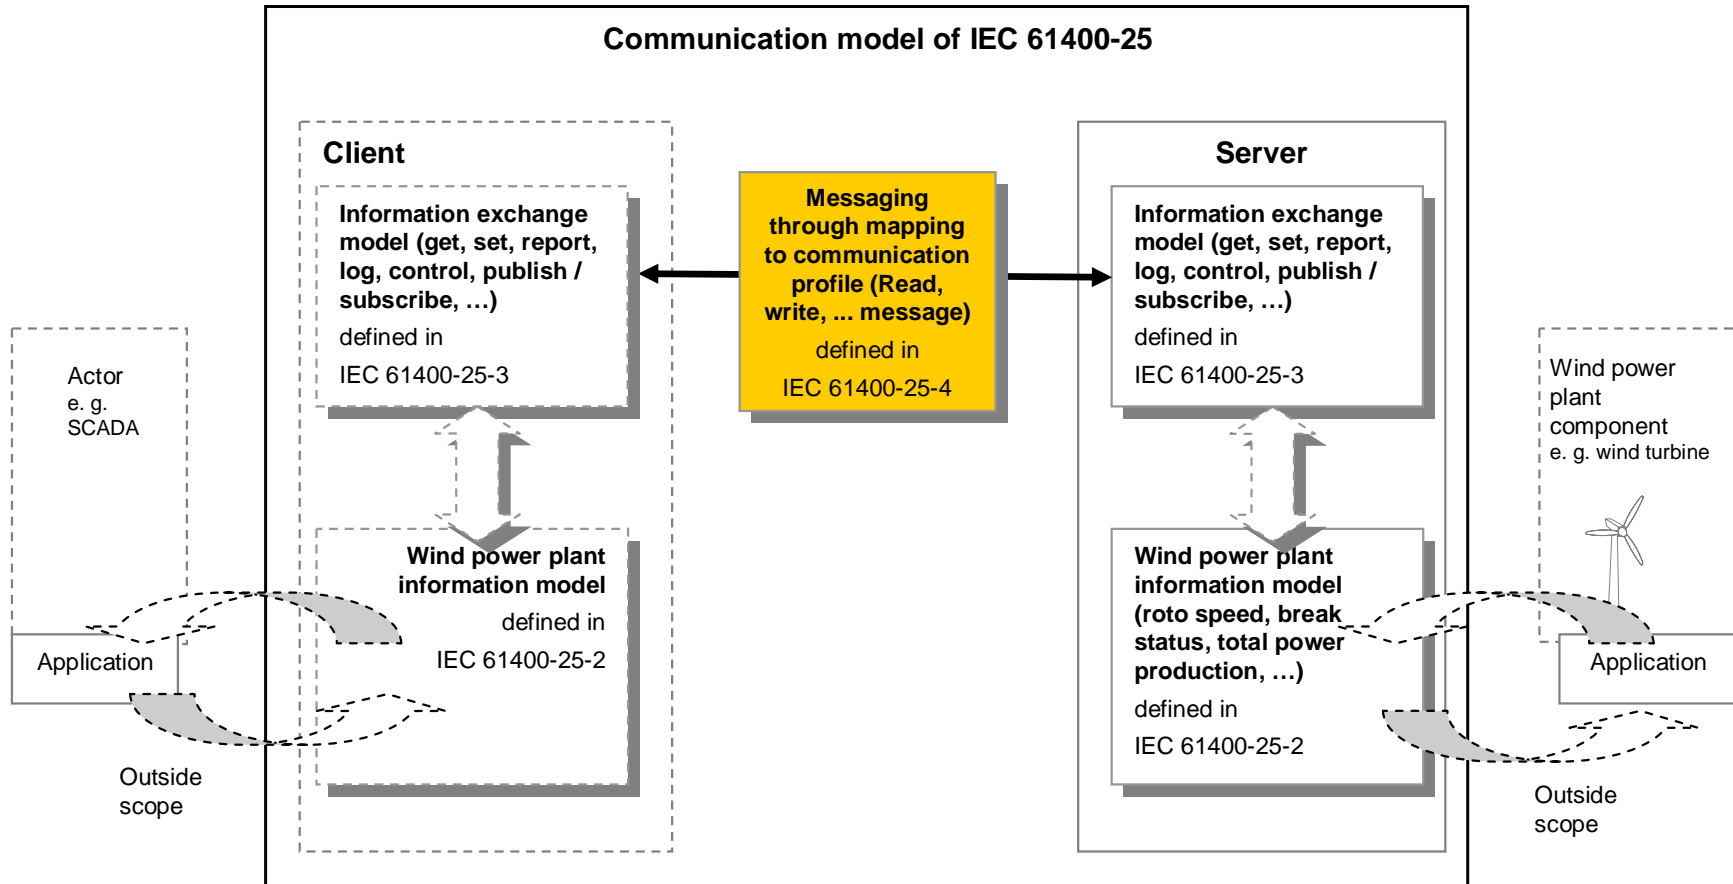 Communication model of IEC 61400-25
Client
Information exchange
model (get, set, report,
log, control, publish /
subscribe, …)
defined in
IEC 61400-25-3
Messaging
through mapping
to communication
profile (Read,
write, ... message)
defined in
IEC 61400-25-4
Server
Information exchange
model (get, set, report,
log, control, publish /
subscribe, …)
defined in
IEC 61400-25-3
Actor
e. g.
SCADA
Application
Outside
scope
Wind power plant
information model
defined in
IEC 61400-25-2
Wind power plant
information model
(roto speed, break
status, total power
production, …)
defined in
IEC 61400-25-2
Wind power
plant
component
e. g. wind turbine
Application
Outside
scope